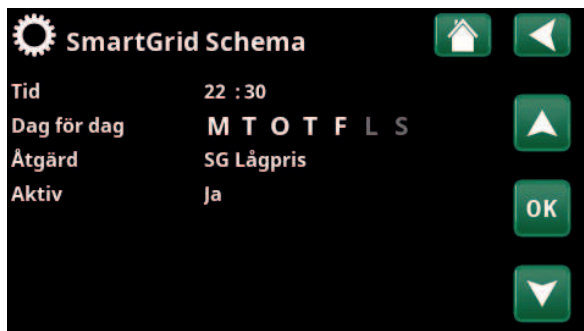 SmartGrid Schema
Tid 22 :30
Dag för dag M T O T F L S
Åtgärd SG Lågpris
Aktiv Ja
OK